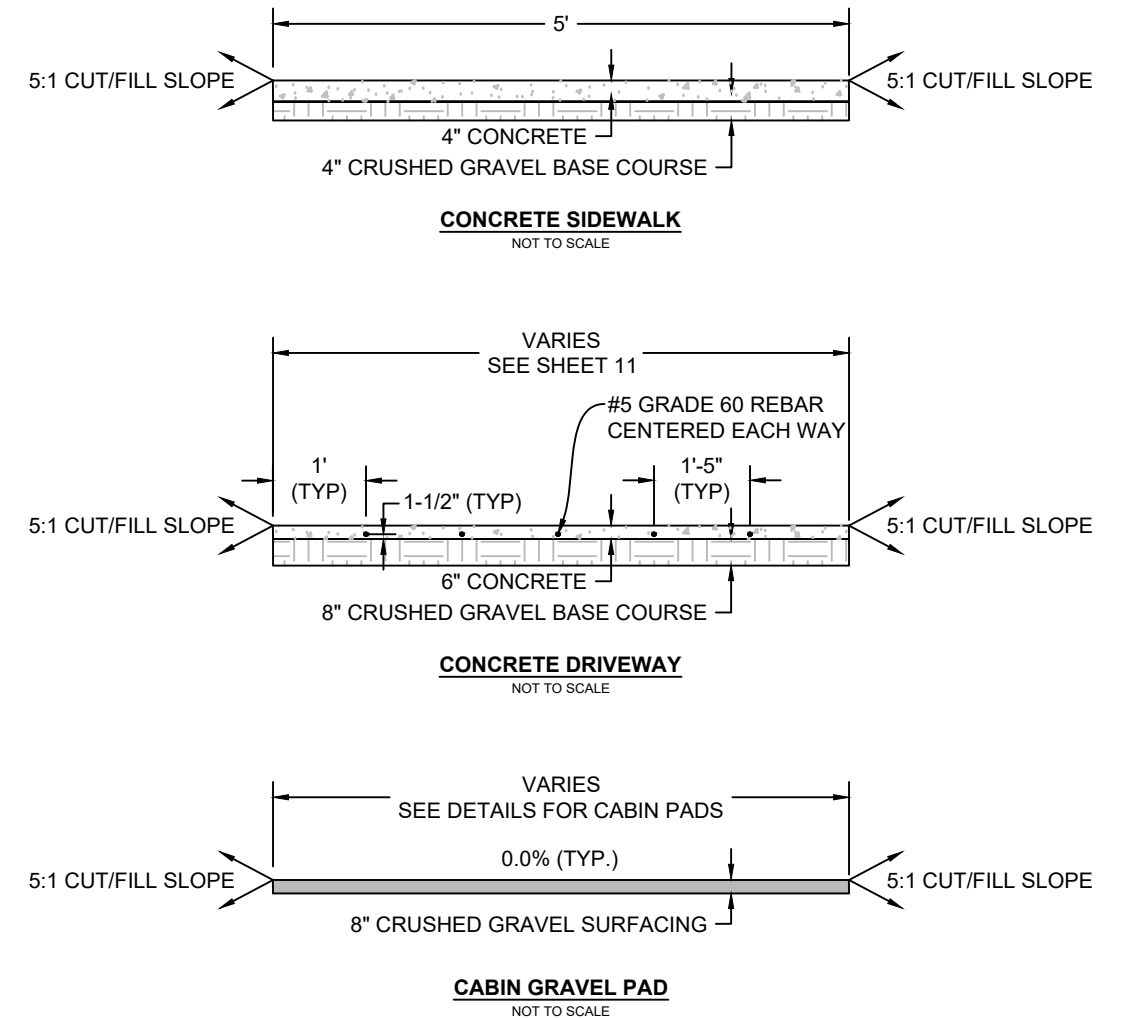 5'
5:1 CUT/FILL SLOPE
5:1 CUT/FILL SLOPE
4" CONCRETE
4" CRUSHED GRAVEL BASE COURSE
CONCRETE SIDEWALK
NOT TO SCALE
VARIES
SEE SHEET 11
#5 GRADE 60 REBAR
CENTERED EACH WAY
1'
(TYP)
1-1/2" (TYP)
1'-5"
(TYP)
5:1 CUT/FILL SLOPE
5:1 CUT/FILL SLOPE
6" CONCRETE
8" CRUSHED GRAVEL BASE COURSE
CONCRETE DRIVEWAY
NOT TO SCALE
VARIES
SEE DETAILS FOR CABIN PADS
0.0% (TYP.)
5:1 CUT/FILL SLOPE
5:1 CUT/FILL SLOPE
8" CRUSHED GRAVEL SURFACING
CABIN GRAVEL PAD
NOT TO SCALE